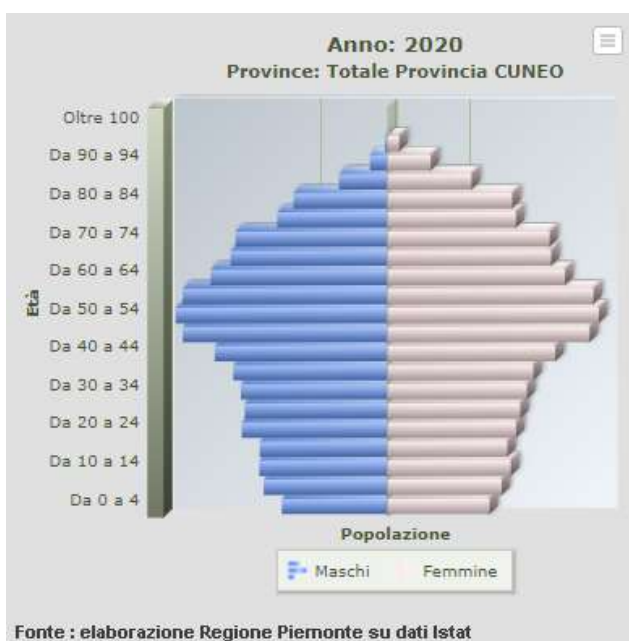 Anno: 2020
Province: Totale Provincia CUNEO
Oltre 100
Da 90 a 94
Da 80 a 84
Da 70 a 74
Da 60 a 64
Da 50 a 54
Da 40 a 44
Da 30 a 34
Da 20 a 24
Da 10 a 14
Da 0 a 4
Età
Popolazione
Maschi Femmine
Fonte : elaborazione Regione Piemonte su dati Istat